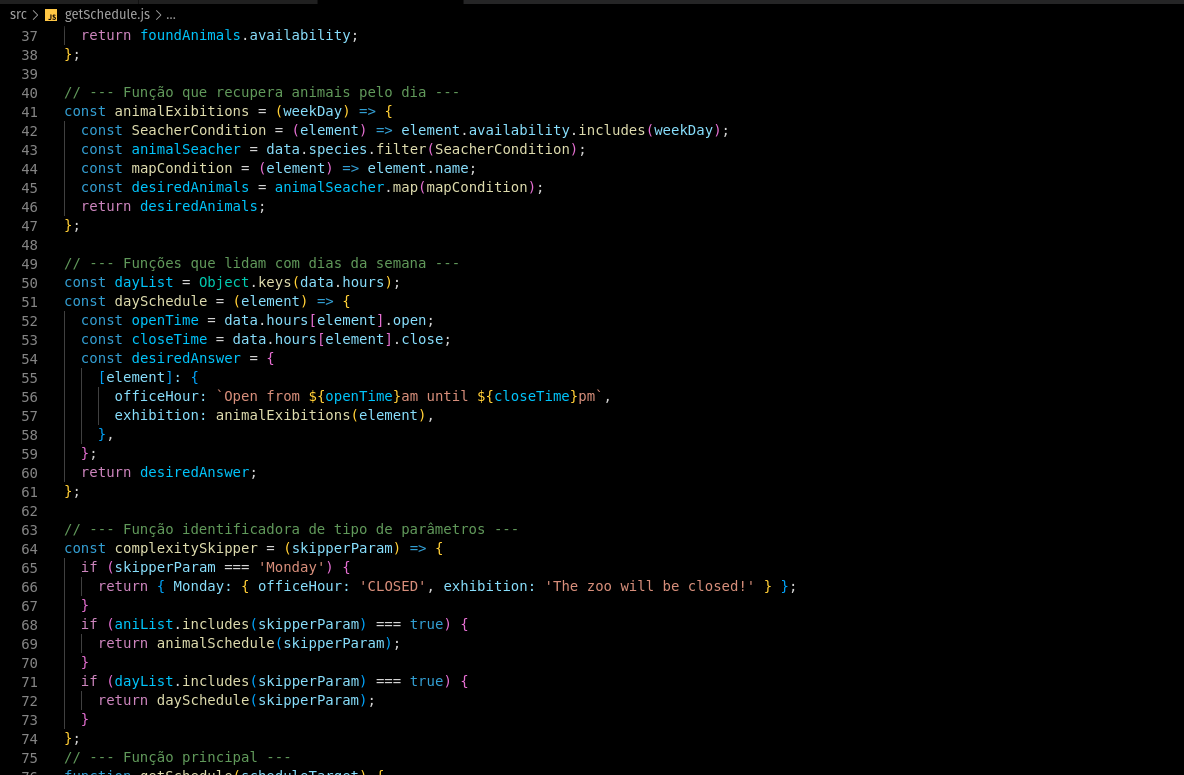 src > JS getSchedule.js > ...
37 return foundAnimals.availability;
38 };
39
40 // --- Função que recupera animais pelo dia ---
41 const animalExibitions = (weekDay) => {
42 const SeacherCondition = (element) => element.availability.includes(weekDay);
43 const animalSeacher = data.species.filter(SeacherCondition);
44 const mapCondition = (element) => element.name;
45 const desiredAnimals = animalSeacher.map(mapCondition);
46 return desiredAnimals;
47 };
48
49 // --- Funções que lidam com dias da semana ---
50 const dayList = Object.keys(data.hours);
51 const daySchedule = (element) => {
52 const openTime = data.hours[element].open;
53 const closeTime = data.hours[element].close;
54 const desiredAnswer = {
55 [element]: {
56 officeHour: `Open from ${openTime}am until ${closeTime}pm`,
57 exhibition: animalExibitions(element),
58 },
59 };
60 return desiredAnswer;
61 };
62
63 // --- Função identificadora de tipo de parâmetros ---
64 const complexitySkipper = (skipperParam) => {
65 if (skipperParam === 'Monday') {
66 return { Monday: { officeHour: 'CLOSED', exhibition: 'The zoo will be closed!' } };
67 }
68 if (aniList.includes(skipperParam) === true) {
69 return animalSchedule(skipperParam);
70 }
71 if (dayList.includes(skipperParam) === true) {
72 return daySchedule(skipperParam);
73 }
74 };
75 // --- Função principal ---
76 function getSchedule(scheduleTarget) {